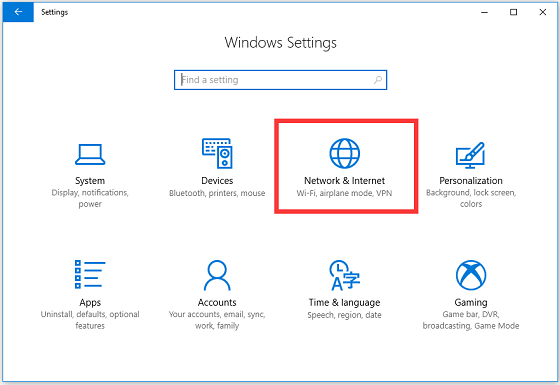 Settings
Windows Settings
Find a setting
System
Display, notifications,
power
Devices
Bluetooth, printers, mouse
Network & Internet
Wi-Fi, airplane mode, VPN
Personalization
Background, lock screen,
colors
Apps
Uninstall, defaults, optional
features
Accounts
Your accounts, email, sync,
work, family
字
Time & language
Speech, region, date
Gaming
Game bar, DVR,
broadcasting, Game Mode